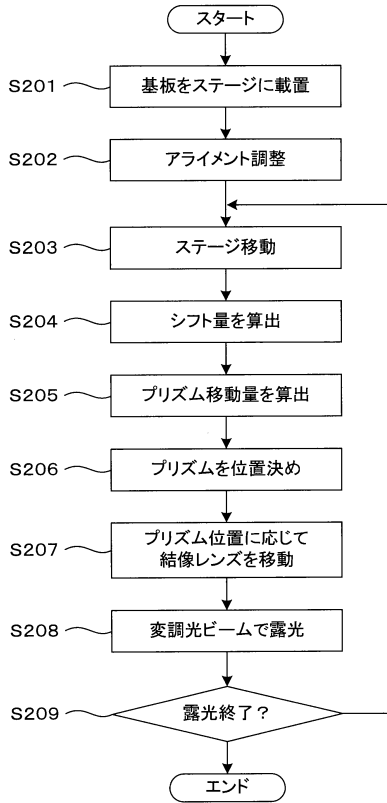 スタート
S201
基板をステージに載置
S202
アライメント調整
S203
ステージ移動
S204
シフト量を算出
S205
プリズム移動量を算出
S206
プリズムを位置決め
S207
プリズム位置に応じて
結像レンズを移動
S208
変調光ビームで露光
S209
露光終了？
エンド